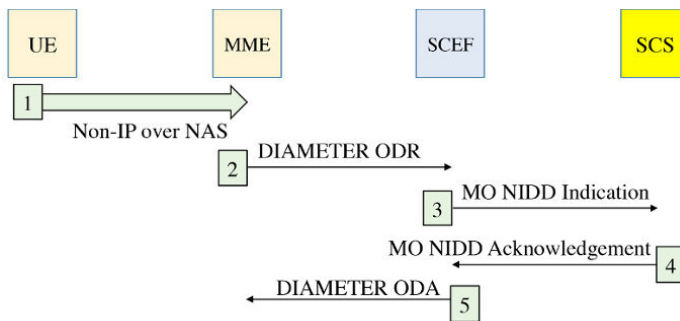 UE
MME
SCEF
SCS
1
Non-IP over NAS
2
DIAMETER ODR
3
MO NIDD Indication
MO NIDD Acknowledgement
4
DIAMETER ODA
5